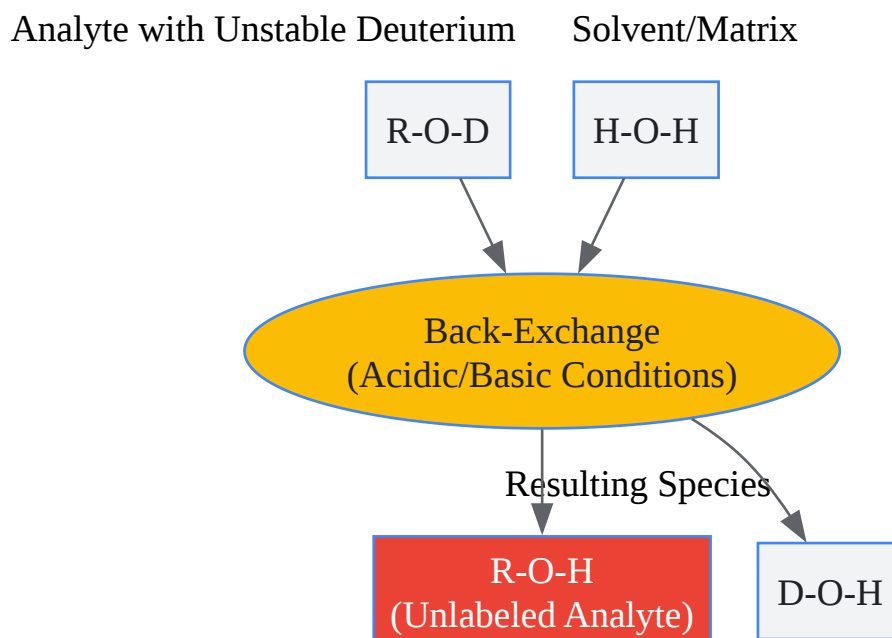 Analyte with Unstable Deuterium
Solvent/Matrix
R-O-D
H-O-H
Back-Exchange
(Acidic/Basic Conditions)
Resulting Species
R-O-H
(Unlabeled Analyte)
D-O-H